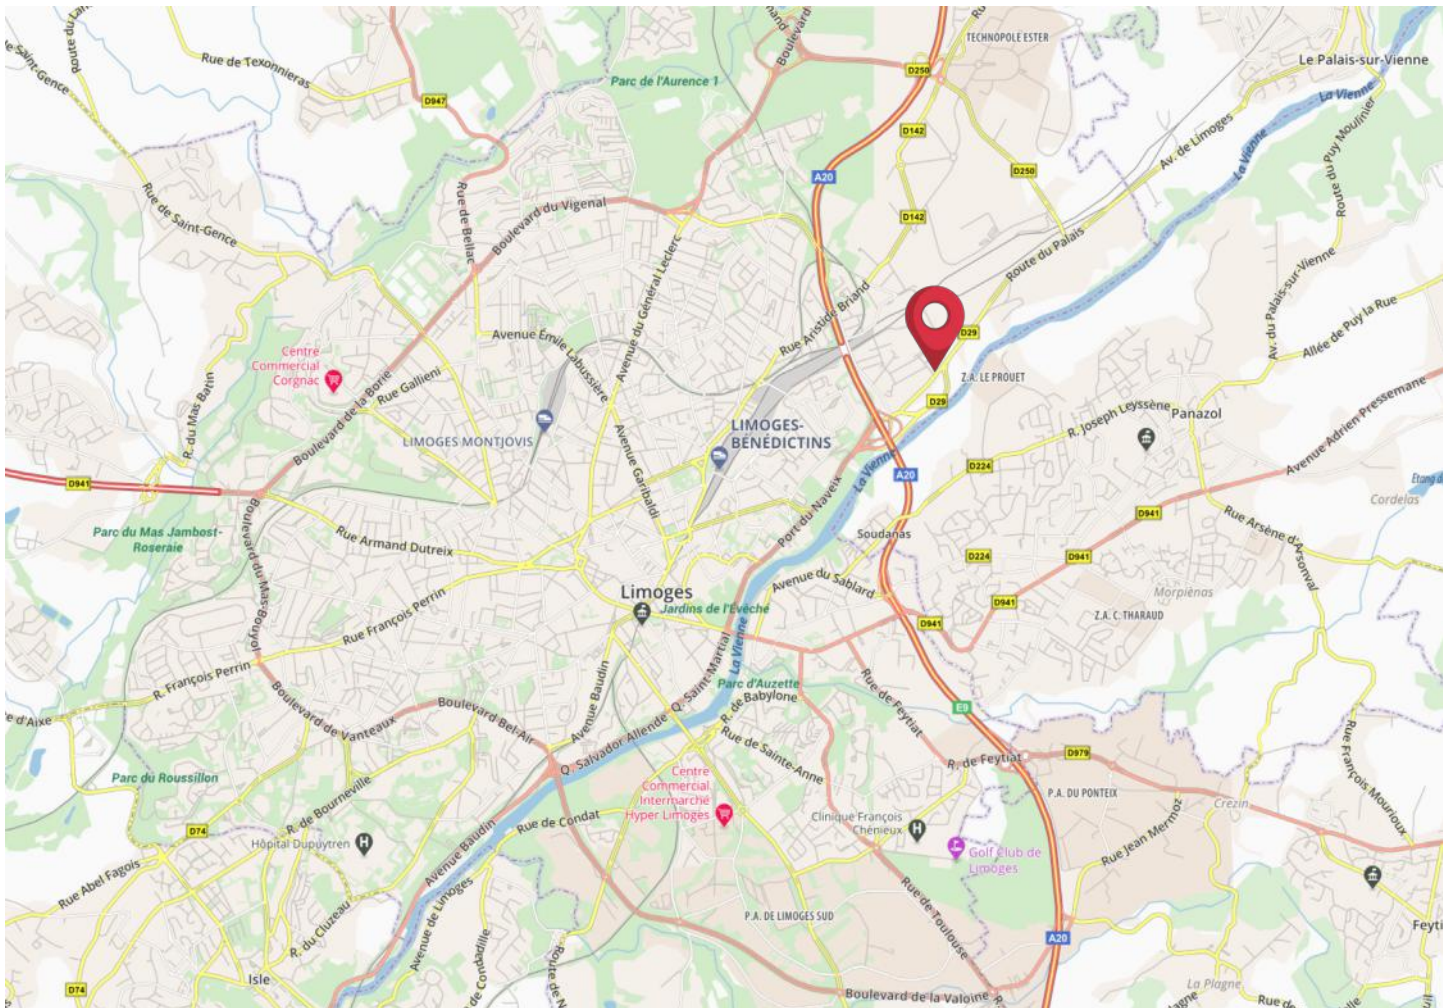 TECHNOPOLE ESTER
Le Palais-sur-Vienne
Route du
Rue de Texonnieras
de Saint-Gence
Boulevard
Parc de l'Aurence 1
D250
La Vienne
D947
D142
Av. de Limoges
La Vienne
Route du Puy Moulinier
A20
D250
Rue de Saint-Gence
Rue de Bellac
Boulevard du Vigenal
D142
Route du Palais
Avenue du Général Leclerc
Rue Aristide Briand
Av. du Palais-sur-Vienne
Allée de Puy la Rue
Avenue Émile Labussière
D29
Centre
Commercial
Corgnac
Rue Gallieni
Z.A. LE PROUET
D29
R. du Mas Batin
Boulevard de la Borie
R. Joseph Leyssène
Panazol
Avenue Adrien Pressemane
LIMOGES MONTJOVIS
LIMOGES-
BÉNÉDICTINS
Avenue Garibaldi
La Vienne
D224
A20
D941
Port du Naveix
Cordelas
D941
Rue Arsène d'Arsonval
Parc du Mas Jambost-
Roseraie
Boulevard du Mas-Bouyol
Rue Armand Dutreix
Soudanas
D224
D941
Avenue du Sablard
Limoges
Jardins de l'Évêché
D941
D941
Morpiénas
Z.A. C. THARAUD
Rue François Perrin
R. François Perrin
La Vienne
Q. Saint-Martial
Parc d'Auzette
R. de Babylone
Rue de Feytiat
E9
e d'Aixe
Boulevard de Vanteaux
Boulevard Bel-Air
Avenue Baudin
Q. Salvador Allende
Rue de Sainte-Anne
R. de Feytiat
D979
Rue François Mourioux
Parc du Roussillon
Centre
Commercial
Intermarché
Hyper Limoges
P.A. DU PONTEIX
Crezin
R. de Bourneville
D74
Rue de Condat
Clinique François
Chénieux
Rue Jean Mermoz
Hôpital Dupuytren
Avenue Baudin
Golf Club de
Limoges
Rue Abel Fagois
Avenue de Limoges
R. du Cluzeau
P.A. DE LIMOGES SUD
Rue de Toulouse
A20
Feyti
Isle
D74
Boulevard de la Valoine
La Plagne